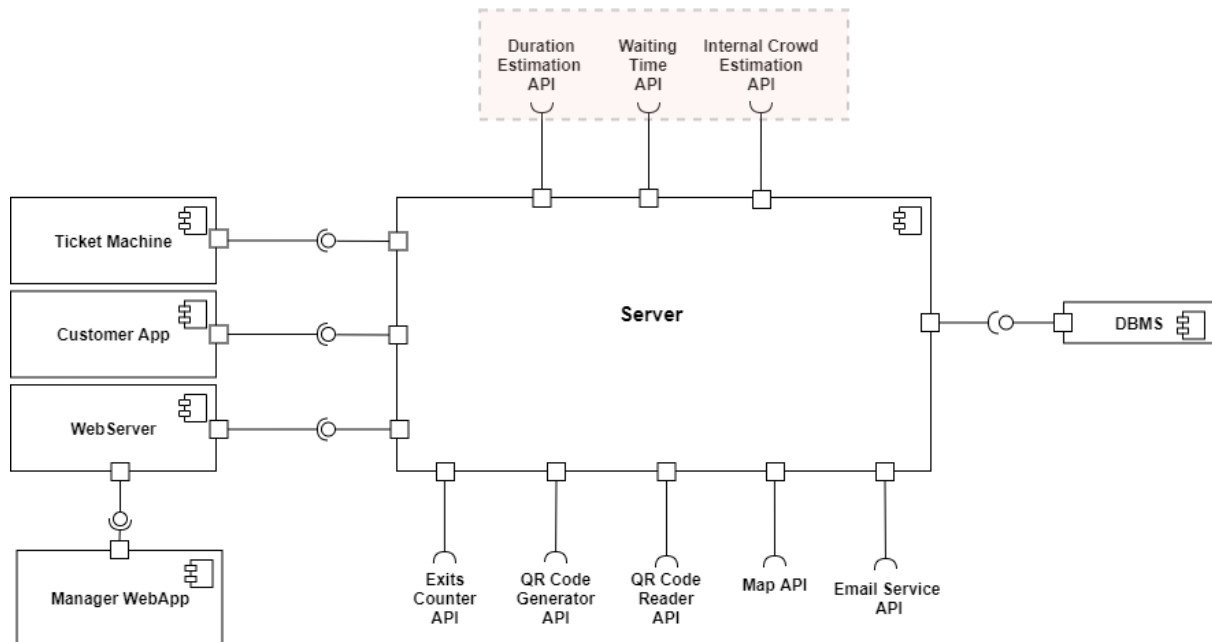 Duration
Estimation
API
Waiting
Time
API
Internal Crowd
Estimation
API
Ticket Machine
Customer App
WebServer
Manager WebApp
Server
DBMS
Exits
Counter
API
QR Code
Generator
API
QR Code
Reader
API
Map API
Email Service
API